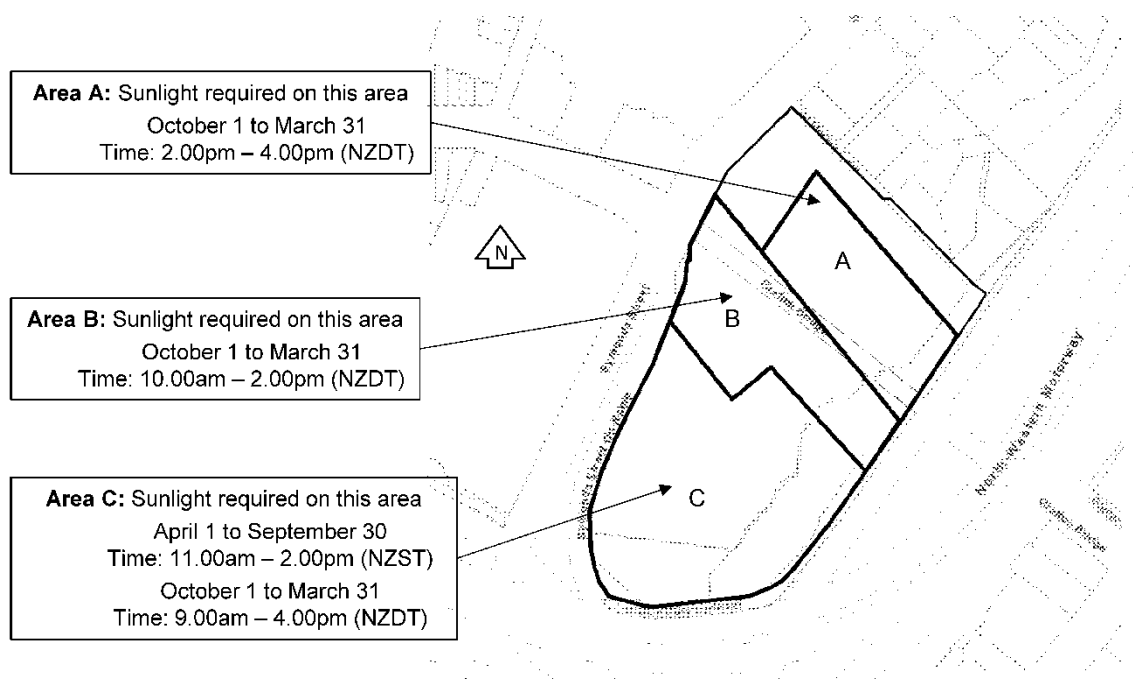 Area A: Sunlight required on this area
October 1 to March 31
Time: 2.00pm – 4.00pm (NZDT)
A
N
Area B: Sunlight required on this area
October 1 to March 31
Time: 10.00am – 2.00pm (NZDT)
B
Symonds Street
North Western Motorway
Area C: Sunlight required on this area
April 1 to September 30
Time: 11.00am – 2.00pm (NZST)
October 1 to March 31
Time: 9.00am – 4.00pm (NZDT)
C